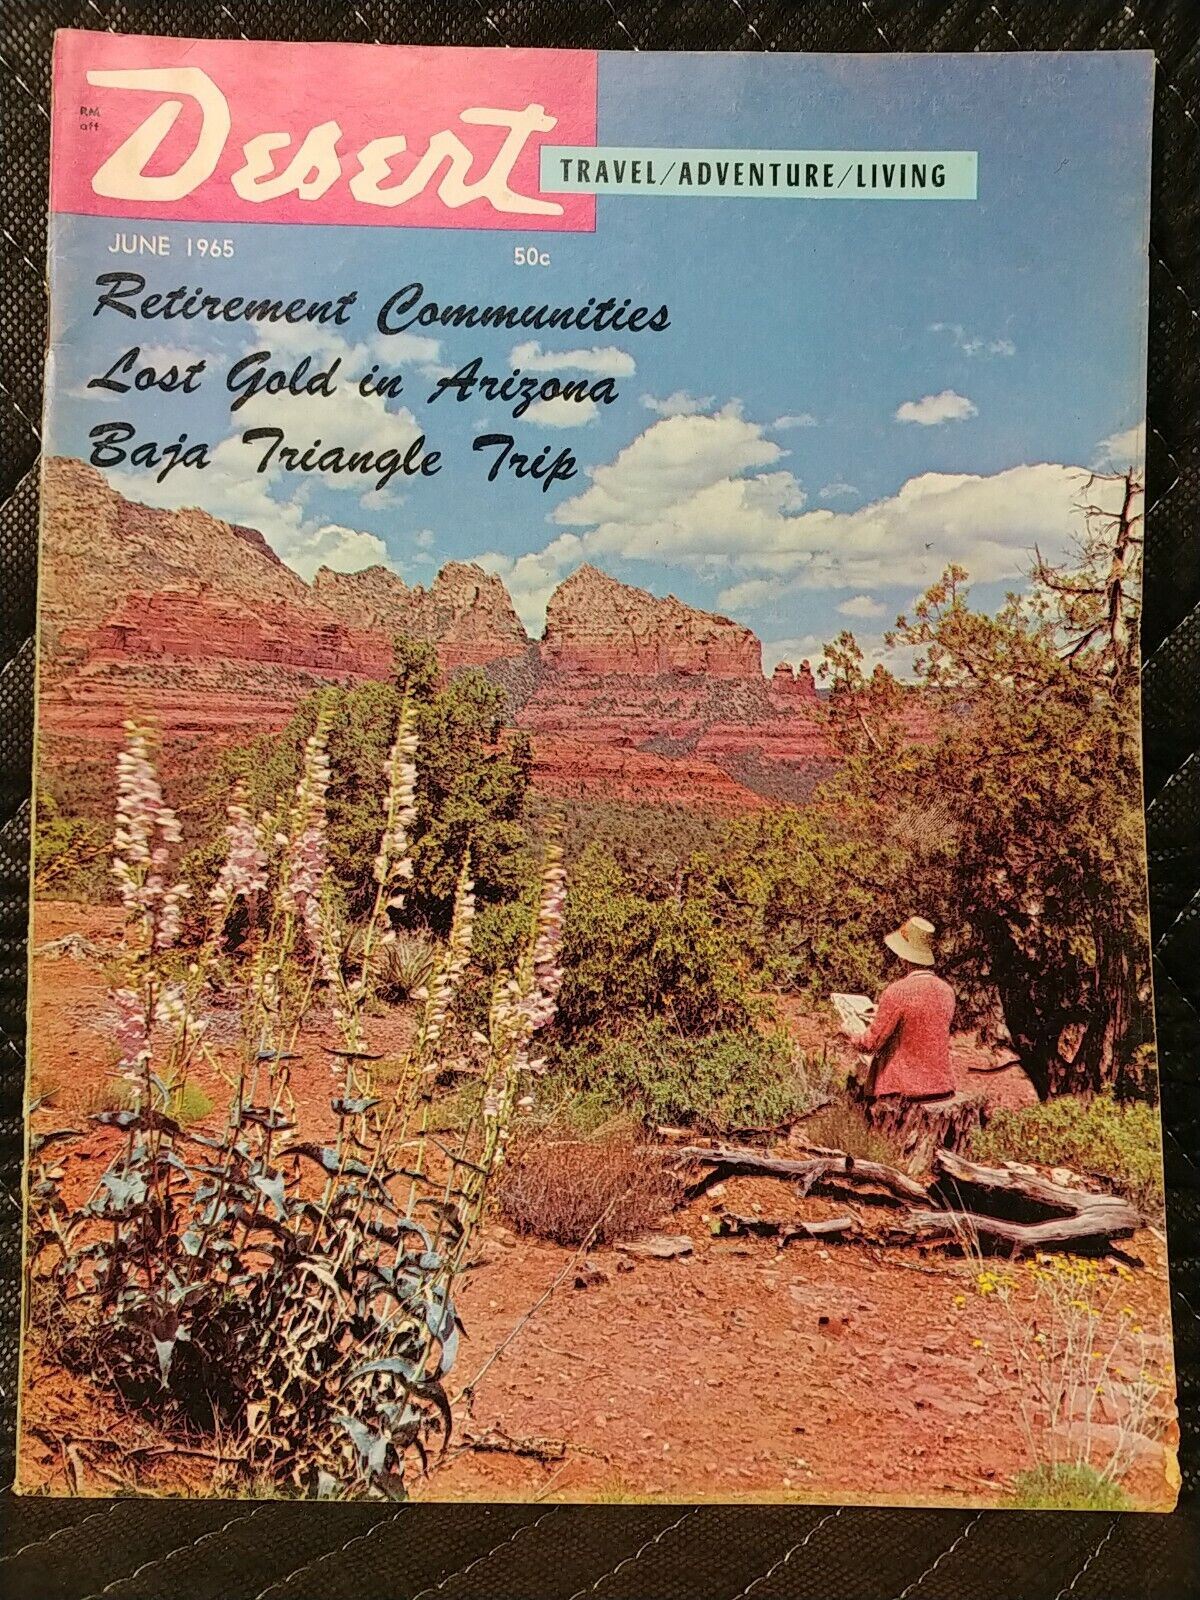 RM
aff
Desert
TRAVEL/ADVENTURE/LIVING
JUNE 1965 50c
Retirement Communities
Lost Gold in Arizona
Baja Triangle Trip